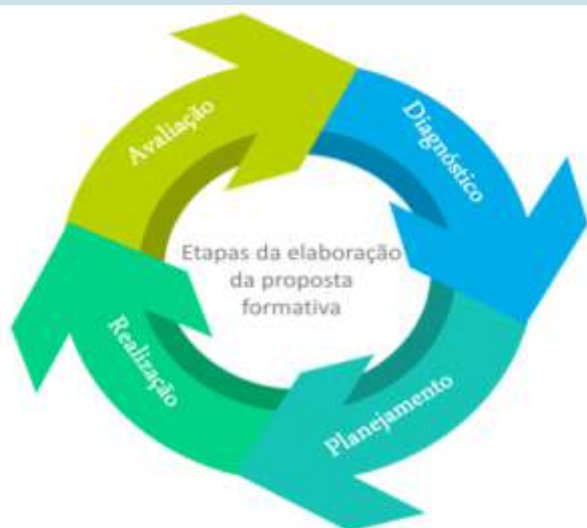 Avaliação
Diagnóstico
Etapas da elaboração
da proposta
formativa
Realização
Planejamento